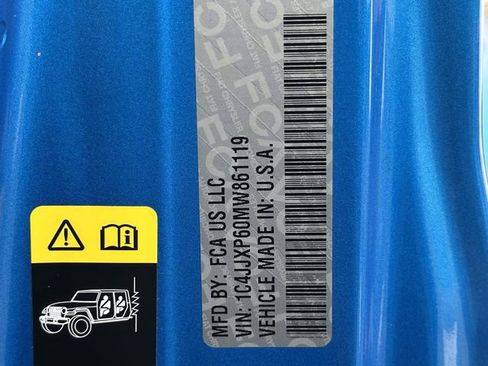 MFD BY: FCA US LLC
VIN: 1C4JJXP60MW861119
VEHICLE MADE IN: U.S.A.